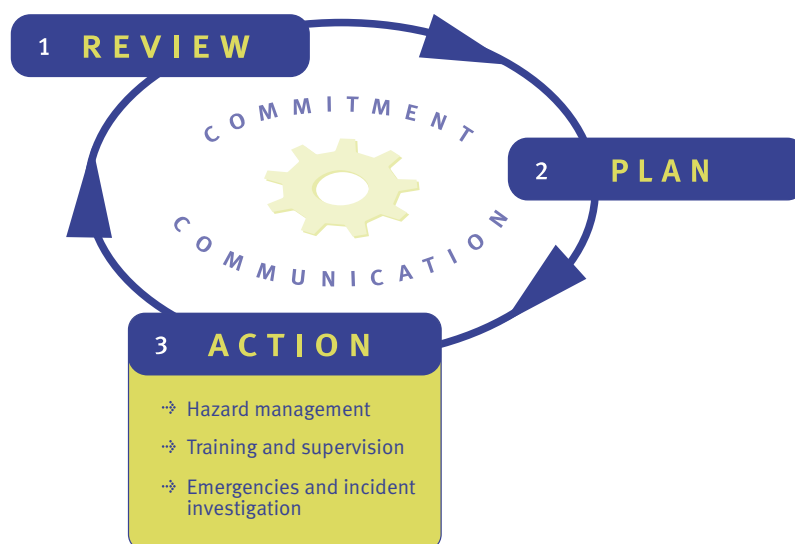 1 REVIEW
COMMITMENT
2 PLAN
COMMUNICATION
3 ACTION
Hazard management
Training and supervision
Emergencies and incident
investigation